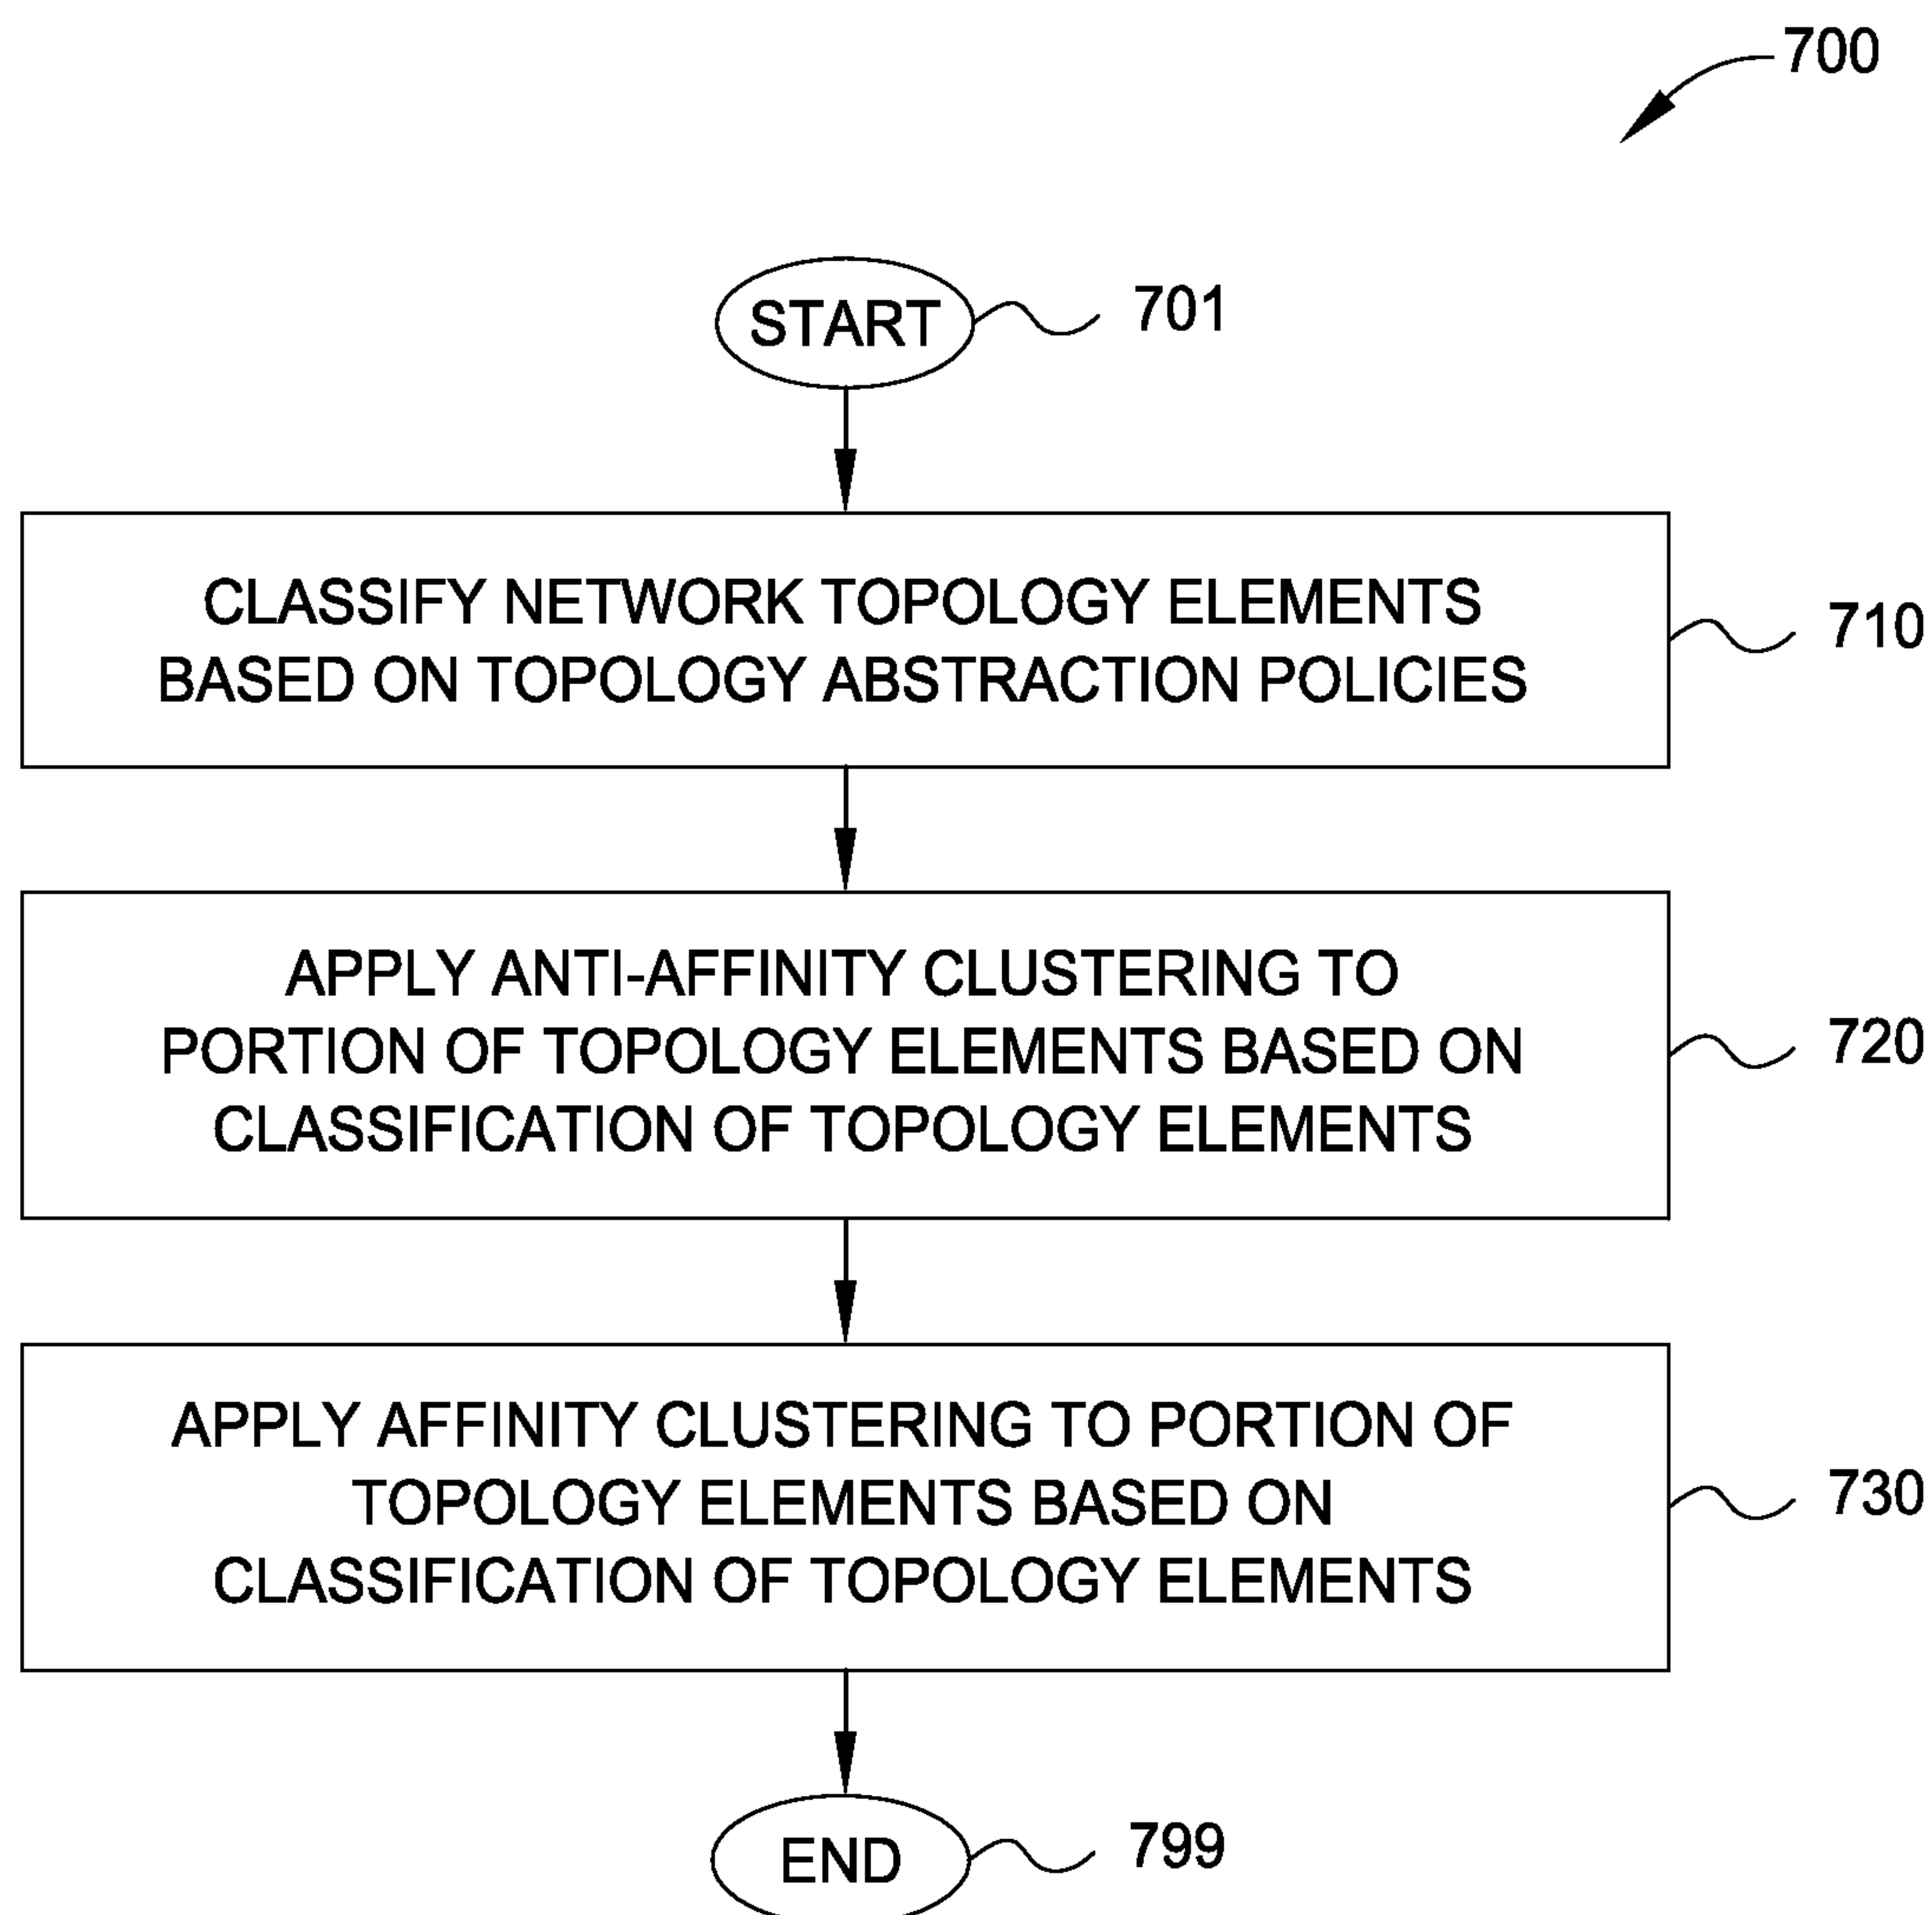 700
START
701
CLASSIFY NETWORK TOPOLOGY ELEMENTS
BASED ON TOPOLOGY ABSTRACTION POLICIES
710
APPLY ANTI-AFFINITY CLUSTERING TO
PORTION OF TOPOLOGY ELEMENTS BASED ON
CLASSIFICATION OF TOPOLOGY ELEMENTS
720
APPLY AFFINITY CLUSTERING TO PORTION OF
TOPOLOGY ELEMENTS BASED ON
CLASSIFICATION OF TOPOLOGY ELEMENTS
730
END
799